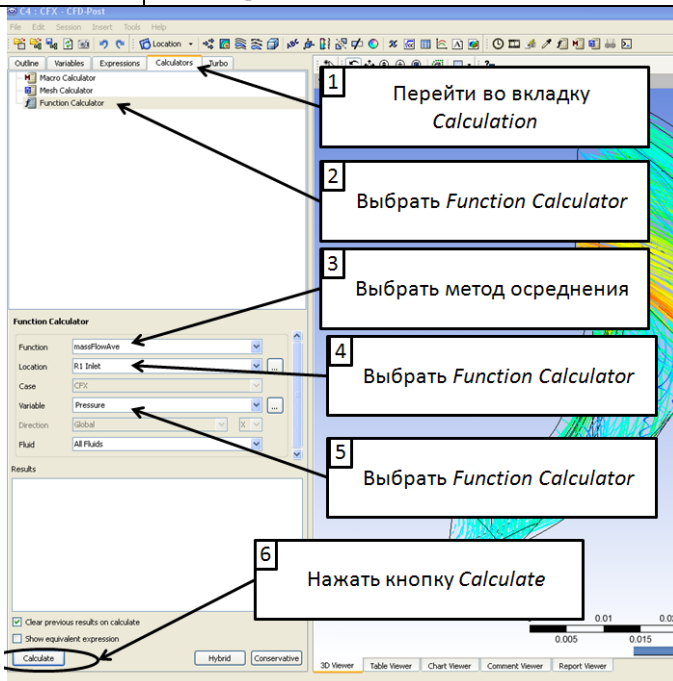 C4 : CFX - CFD-Post
File Edit Session Insert Tools Help
Location
Outline Variables Expressions Calculators Turbo
Macro Calculator
Mesh Calculator
Function Calculator
1
Перейти во вкладку
Calculation
2
Выбрать Function Calculator
3
Выбрать метод осреднения
Function Calculator
Function massFlowAve
Location R1 Inlet ...
Case CFX
Variable Pressure ...
Direction Global X
Fluid All Fluids
4
Выбрать Function Calculator
5
Выбрать Function Calculator
Results
6
Нажать кнопку Calculate
Clear previous results on calculate
Show equivalent expression
Calculate Hybrid Conservative
0.01 0.02
0.005 0.015
3D Viewer Table Viewer Chart Viewer Comment Viewer Report Viewer